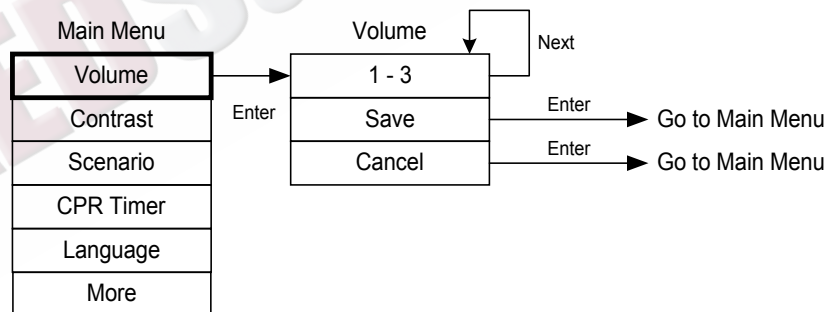 Main Menu
Volume
Contrast
Scenario
CPR Timer
Language
More
Enter
Volume
1 - 3
Save
Cancel
Next
Enter
Go to Main Menu
Enter
Go to Main Menu